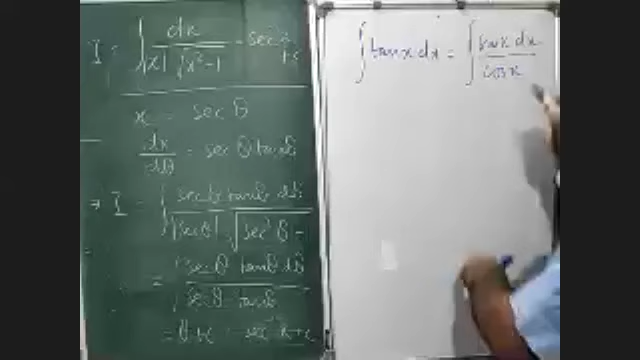 I = ∫ dx / |x| √x²-1 = sec⁻¹x + c
x = sec θ
dx/dθ = sec θ tan θ
→ I = ∫ sec θ tan θ dθ / |sec θ| √sec² θ -
= ∫ sec θ tan θ dθ / sec θ tan θ
= θ + c = sec⁻¹ x + c
∫ tan x dx = ∫ sin x dx / cos x